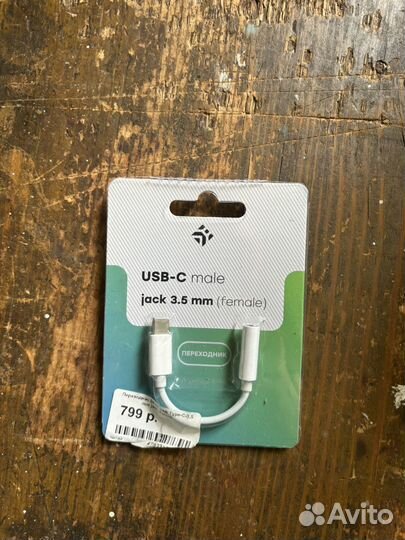 USB-C male
jack 3.5 mm (female)
ПЕРЕХОДНИК
799 р.
Avito